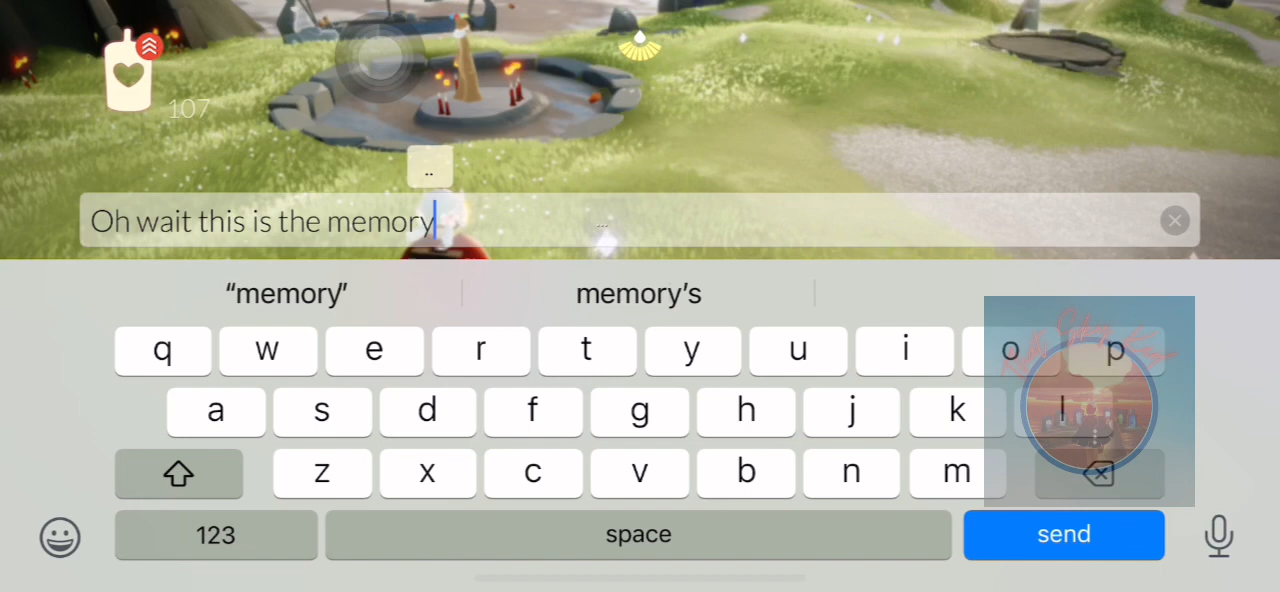 107
..
Oh wait this is the memory
...
“memory” memory’s
q w e r t y u i o p
a s d f g h j k l
z x c v b n m
123 space send